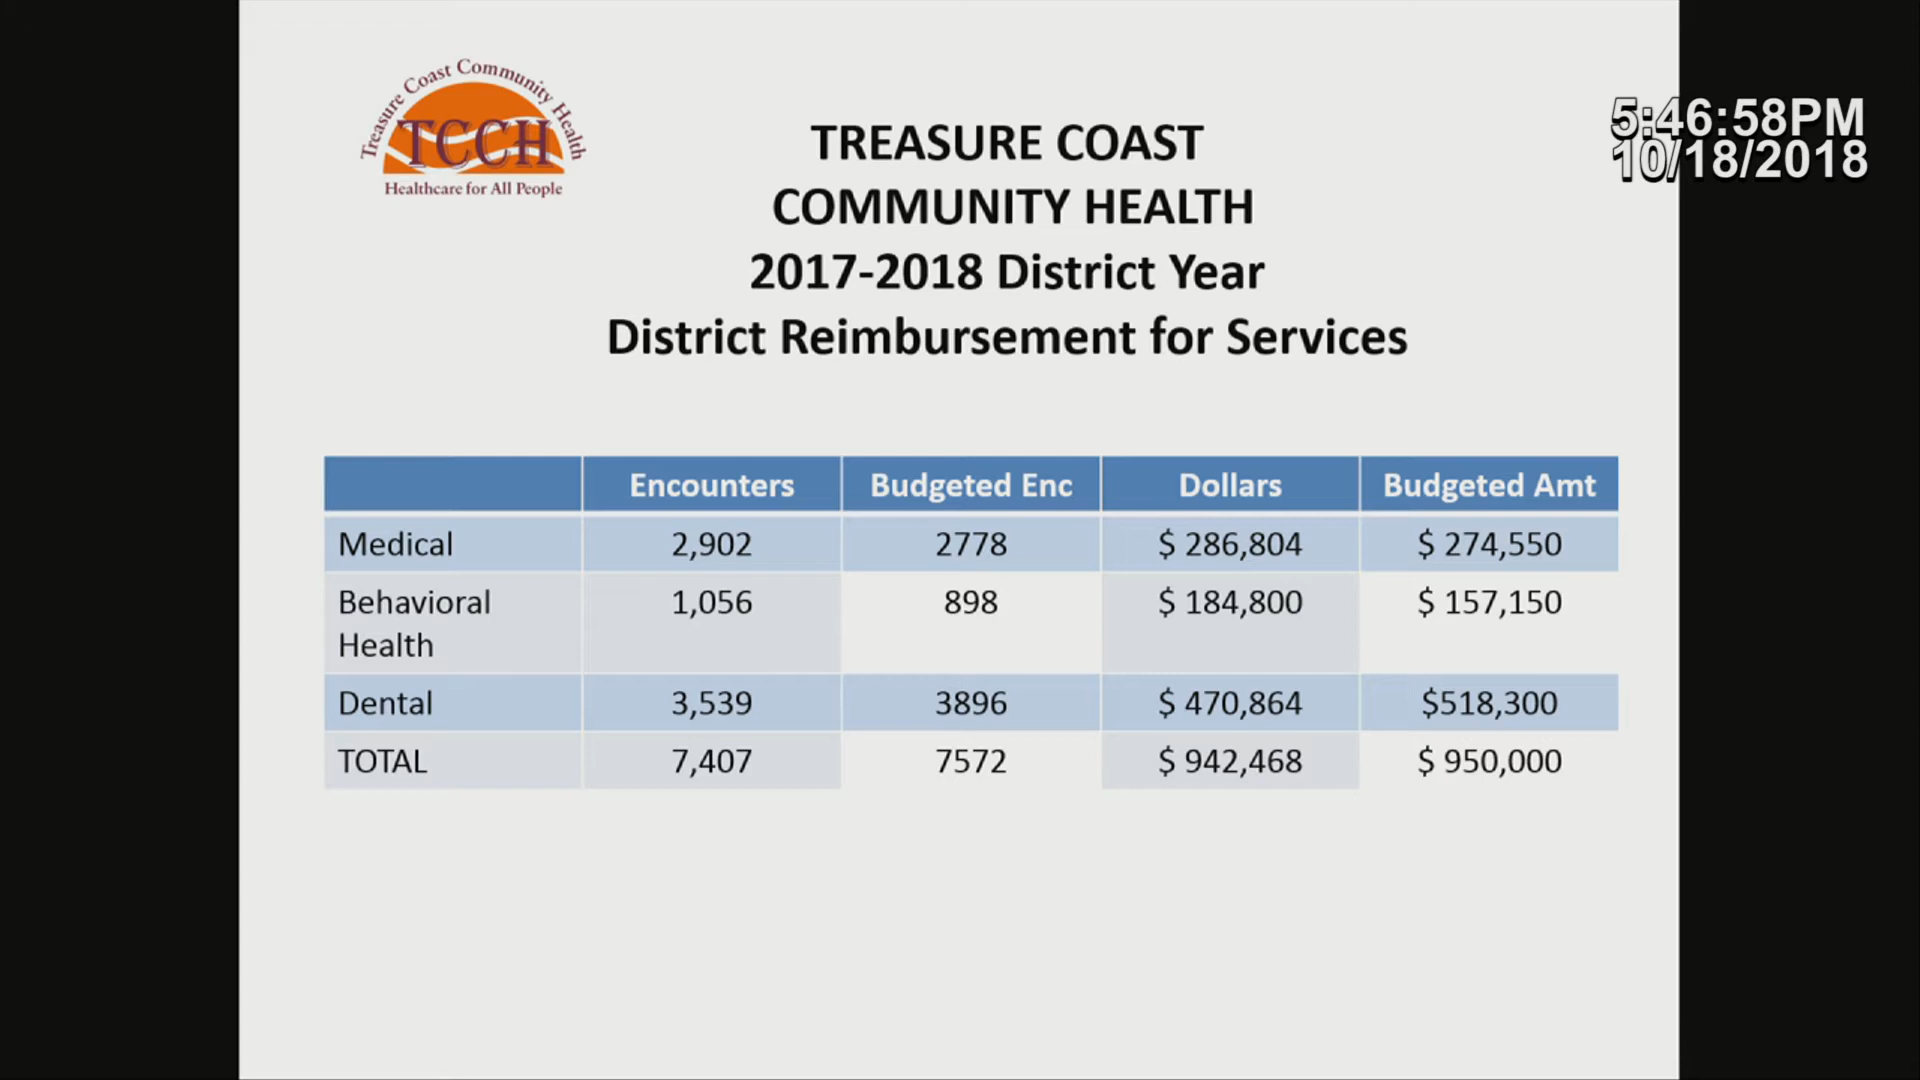 Treasure Coast Community Health
TCCH
Healthcare for All People
5:46:58PM
10/18/2018
TREASURE COAST
COMMUNITY HEALTH
2017-2018 District Year
District Reimbursement for Services
Encounters Budgeted Enc Dollars Budgeted Amt
Medical 2,902 2778 $ 286,804 $ 274,550
Behavioral Health 1,056 898 $ 184,800 $ 157,150
Dental 3,539 3896 $ 470,864 $518,300
TOTAL 7,407 7572 $ 942,468 $ 950,000